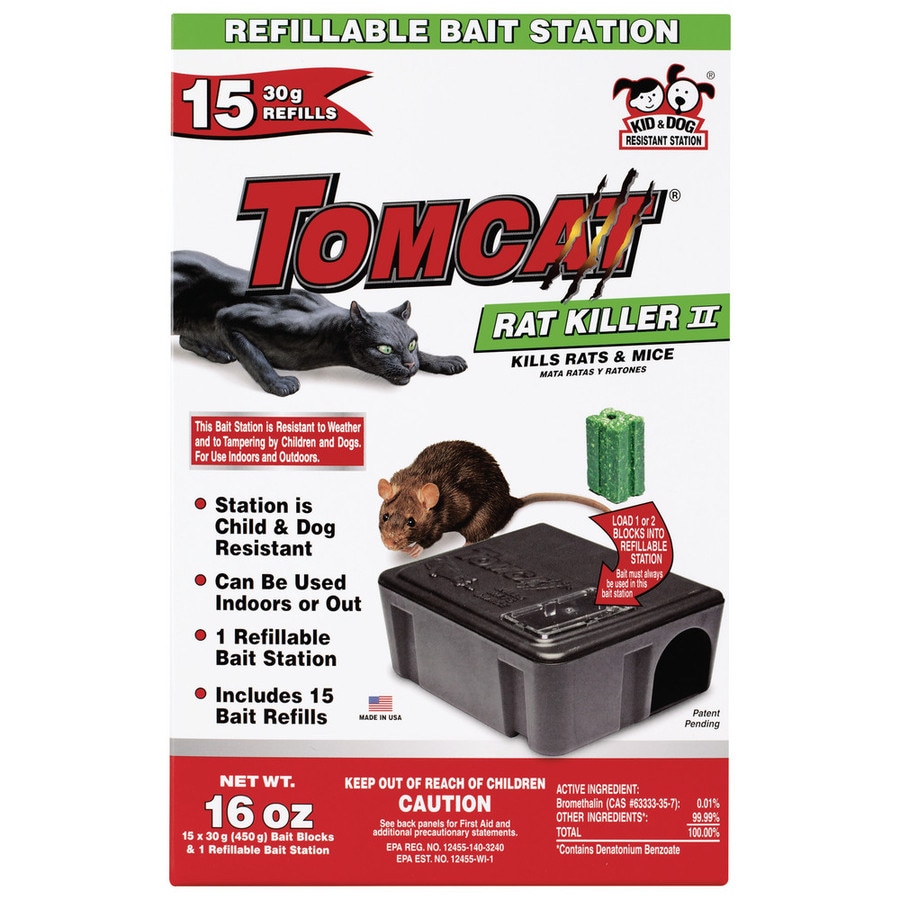 REFILLABLE BAIT STATION
15 30g
REFILLS
®
KID & DOG
RESISTANT STATION
TOMCAT®
RAT KILLER II
KILLS RATS & MICE
MATA RATAS Y RATONES
This Bait Station is Resistant to Weather
and to Tampering by Children and Dogs.
For Use Indoors and Outdoors.
• Station is
Child & Dog
Resistant
• Can Be Used
Indoors or Out
• 1 Refillable
Bait Station
• Includes 15
Bait Refills
MADE IN USA
LOAD 1 or 2
BLOCKS INTO
REFILLABLE
STATION
Bait must always
be used in this
bait station
TOMCAT
Patent
Pending
NET WT.
16 oz
15 x 30 g (450 g) Bait Blocks
& 1 Refillable Bait Station
KEEP OUT OF REACH OF CHILDREN
CAUTION
See back panels for First Aid and
additional precautionary statements.
EPA REG. NO. 12455-140-3240
EPA EST. NO. 12455-WI-1
ACTIVE INGREDIENT:
Bromethalin (CAS #63333-35-7): 0.01%
OTHER INGREDIENTS*: 99.99%
TOTAL 100.00%
*Contains Denatonium Benzoate